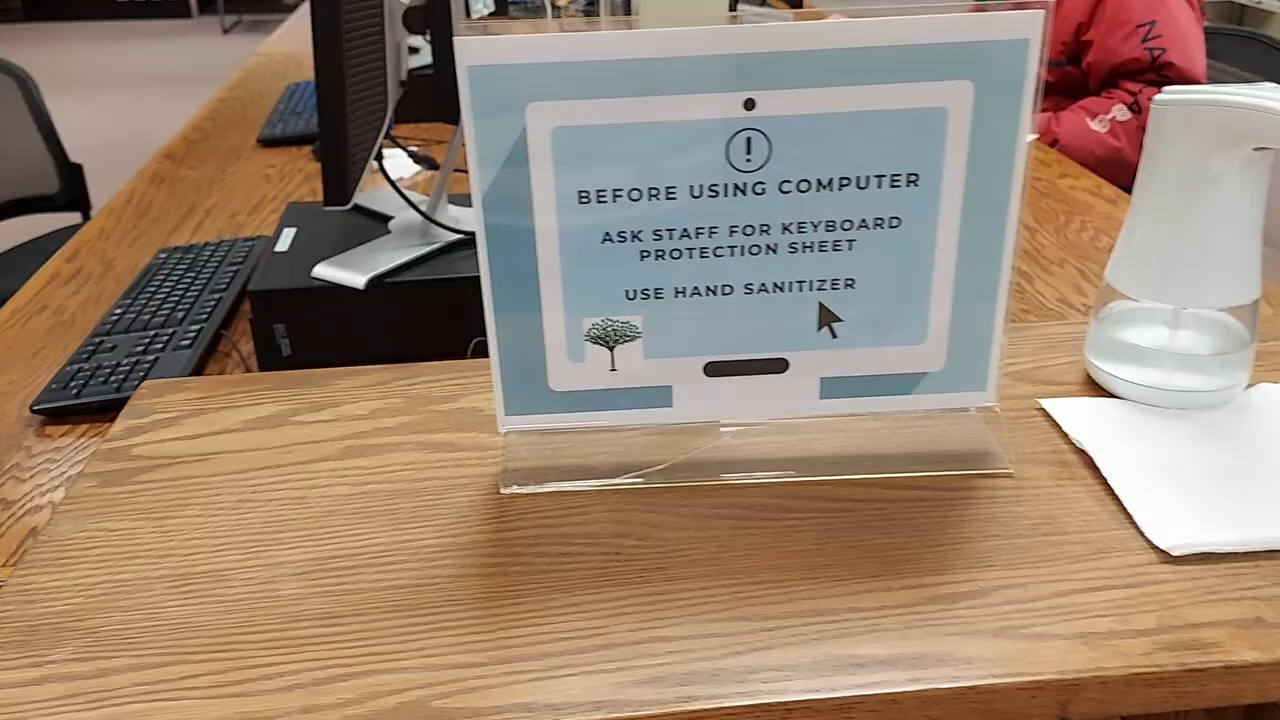 !
BEFORE USING COMPUTER
ASK STAFF FOR KEYBOARD
PROTECTION SHEET
USE HAND SANITIZER